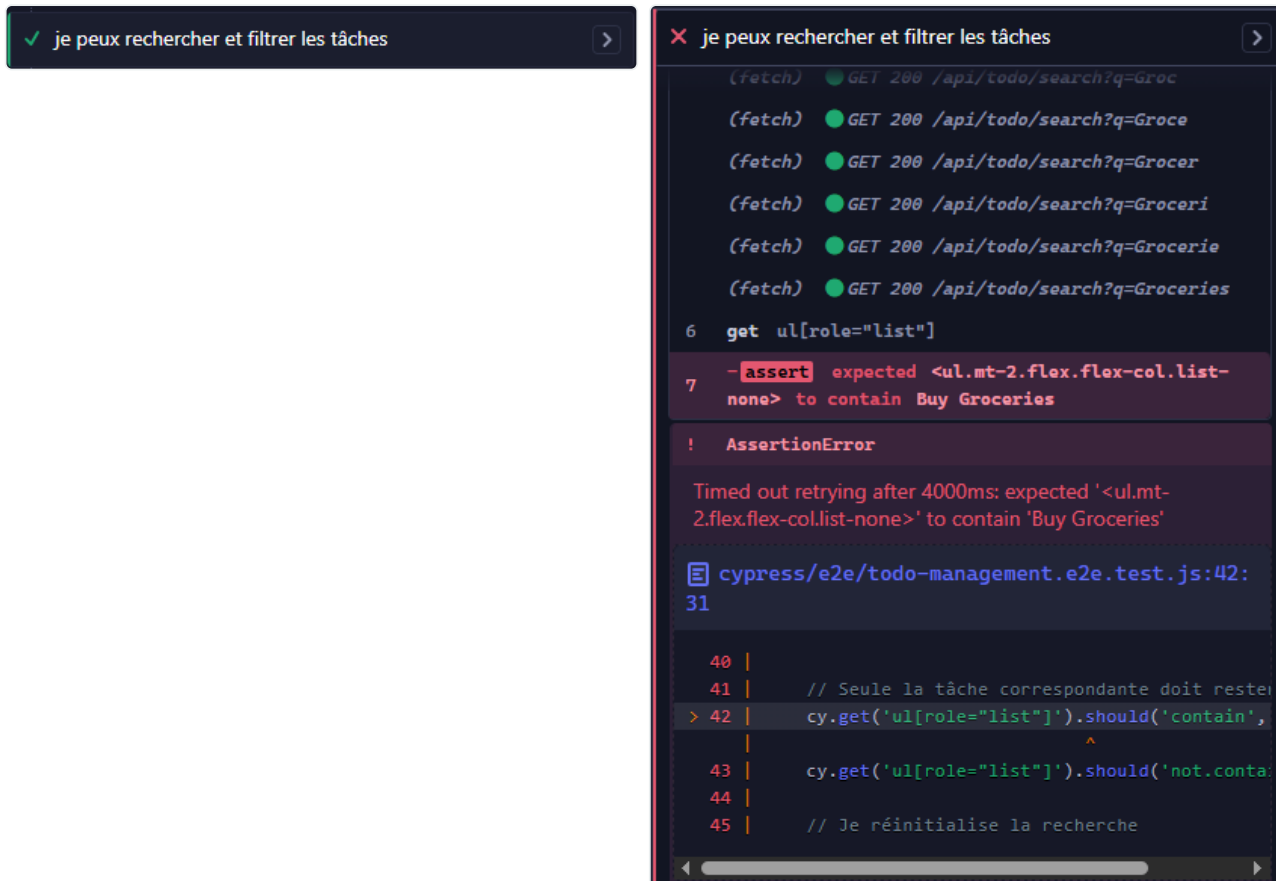 je peux rechercher et filtrer les tâches
je peux rechercher et filtrer les tâches
(fetch) GET 200 /api/todo/search?q=Groc
(fetch) GET 200 /api/todo/search?q=Groce
(fetch) GET 200 /api/todo/search?q=Grocer
(fetch) GET 200 /api/todo/search?q=Groceri
(fetch) GET 200 /api/todo/search?q=Grocerie
(fetch) GET 200 /api/todo/search?q=Groceries
6 get ul[role="list"]
7 -assert expected <ul.mt-2.flex.flex-col.list-
none> to contain Buy Groceries
! AssertionError
Timed out retrying after 4000ms: expected '<ul.mt-
2.flex.flex-col.list-none>' to contain 'Buy Groceries'
cypress/e2e/todo-management.e2e.test.js:42:
31
40 |
41 | // Seule la tâche correspondante doit rester
> 42 | cy.get('ul[role="list"]').should('contain',
| ^
43 | cy.get('ul[role="list"]').should('not.contai
44 |
45 | // Je réinitialise la recherche